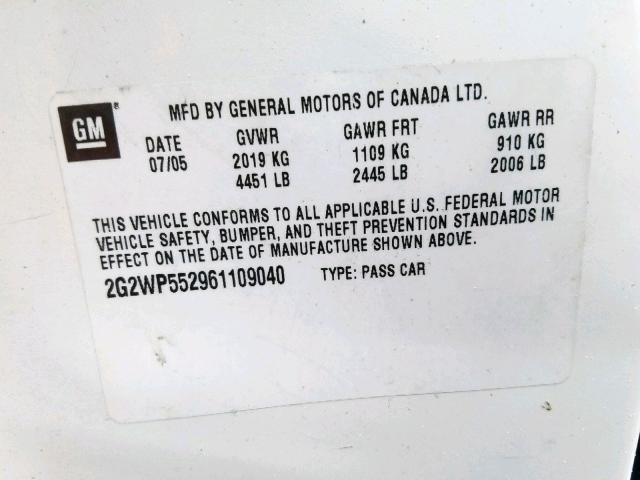 MFD BY GENERAL MOTORS OF CANADA LTD.
GM®
DATE GVWR GAWR FRT GAWR RR
07/05 2019 KG 1109 KG 910 KG
4451 LB 2445 LB 2006 LB
THIS VEHICLE CONFORMS TO ALL APPLICABLE U.S. FEDERAL MOTOR
VEHICLE SAFETY, BUMPER, AND THEFT PREVENTION STANDARDS IN
EFFECT ON THE DATE OF MANUFACTURE SHOWN ABOVE.
2G2WP552961109040 TYPE: PASS CAR